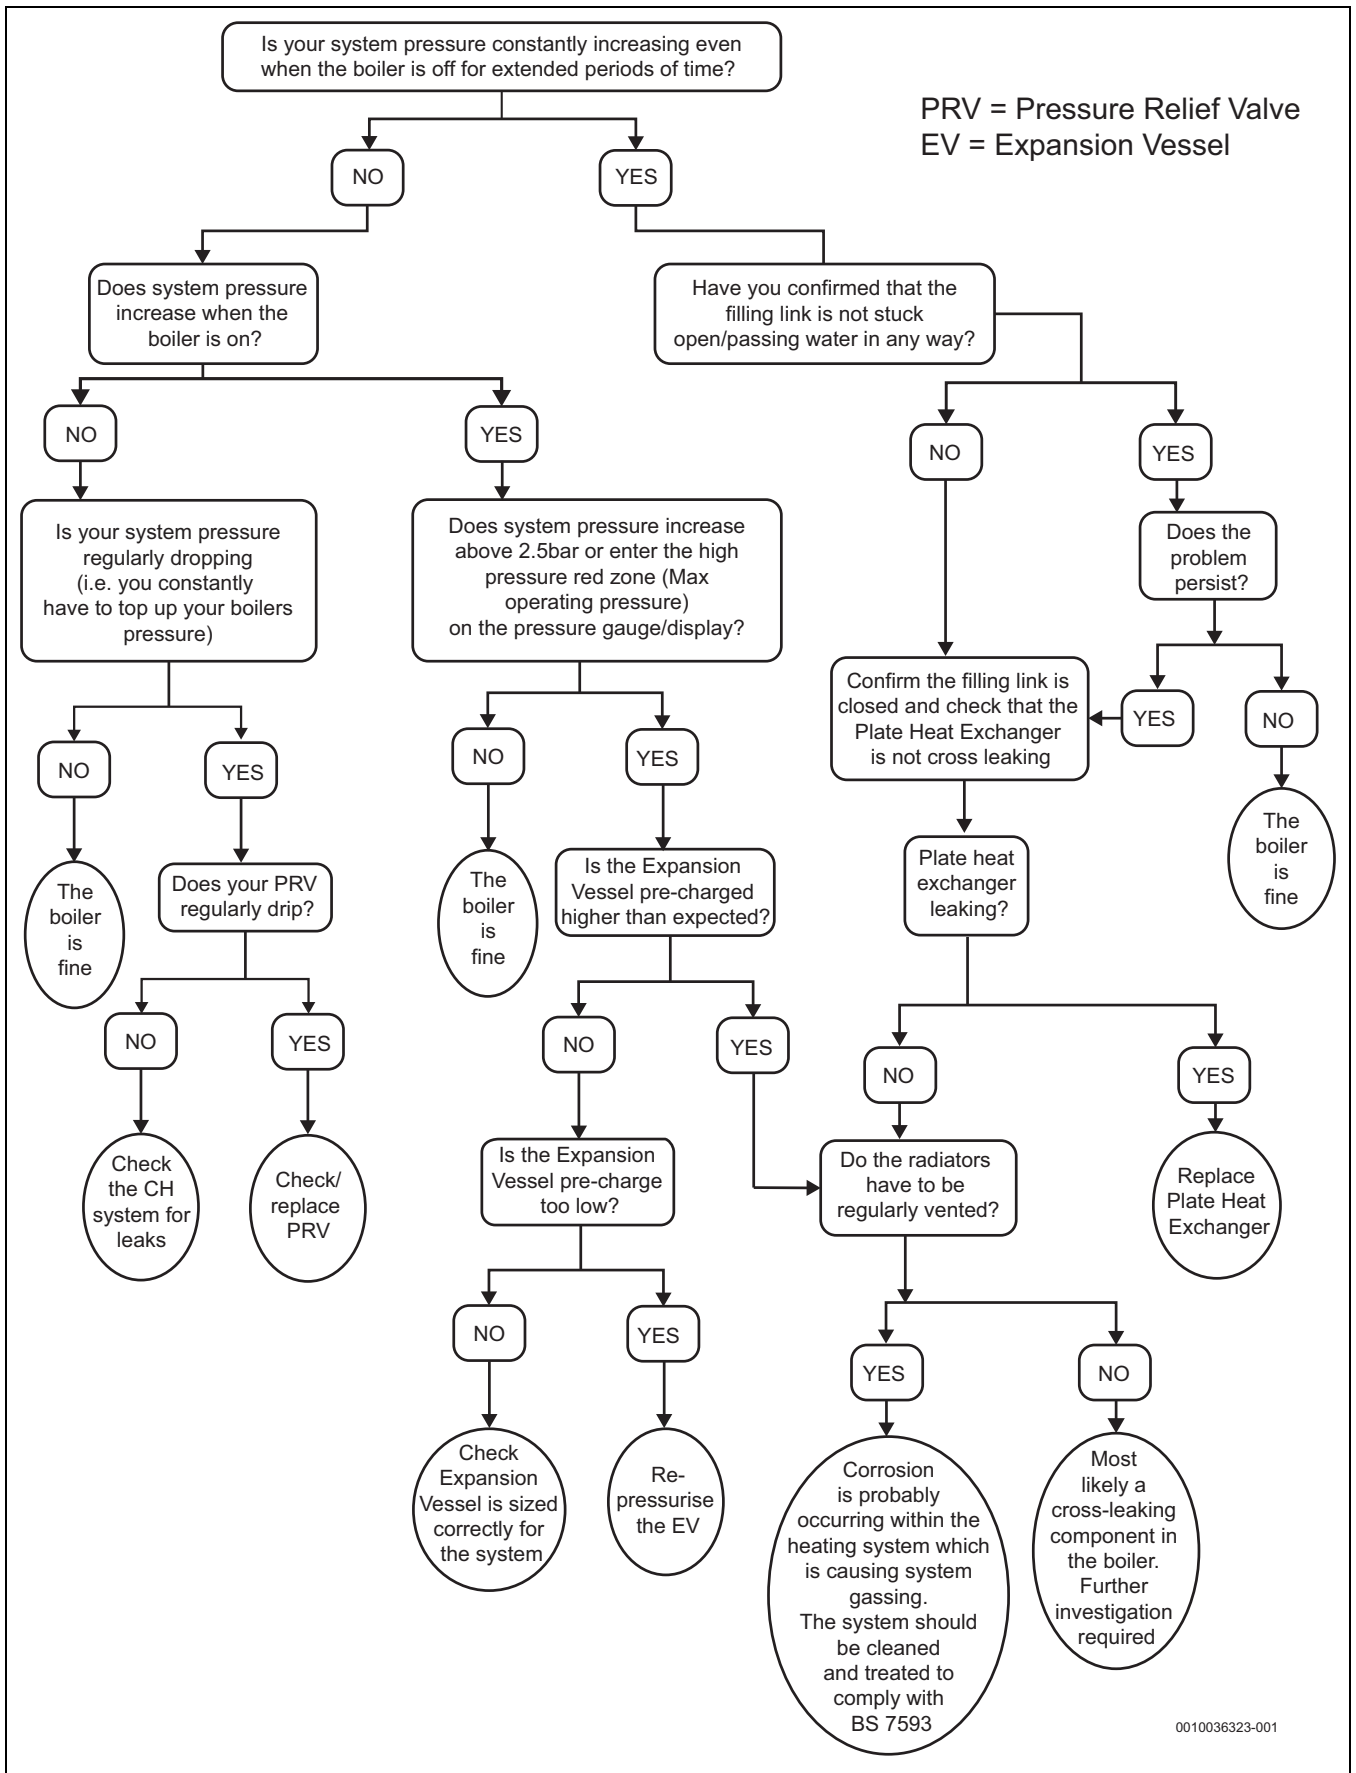 Is your system pressure constantly increasing even
when the boiler is off for extended periods of time?
PRV = Pressure Relief Valve
EV = Expansion Vessel
NO
YES
Does system pressure
increase when the
boiler is on?
Have you confirmed that the
filling link is not stuck
open/passing water in any way?
NO
YES
NO
YES
Is your system pressure
regularly dropping
(i.e. you constantly
have to top up your boilers
pressure)
Does system pressure increase
above 2.5bar or enter the high
pressure red zone (Max
operating pressure)
on the pressure gauge/display?
Does the
problem
persist?
Confirm the filling link is
closed and check that the
Plate Heat Exchanger
is not cross leaking
YES
NO
NO
YES
NO
YES
The
boiler
is
fine
Does your PRV
regularly drip?
The
boiler
is
fine
Is the Expansion
Vessel pre-charged
higher than expected?
Plate heat
exchanger
leaking?
The
boiler
is
fine
NO
YES
NO
YES
NO
YES
Check
the CH
system for
leaks
Check/
replace
PRV
Is the Expansion
Vessel pre-charge
too low?
Do the radiators
have to be
regularly vented?
Replace
Plate Heat
Exchanger
NO
YES
YES
NO
Check
Expansion
Vessel is sized
correctly for
the system
Re-
pressurise
the EV
Corrosion
is probably
occurring within the
heating system which
is causing system
gassing.
The system should
be cleaned
and treated to
comply with
BS 7593
Most
likely a
cross-leaking
component in
the boiler.
Further
investigation
required
0010036323-001